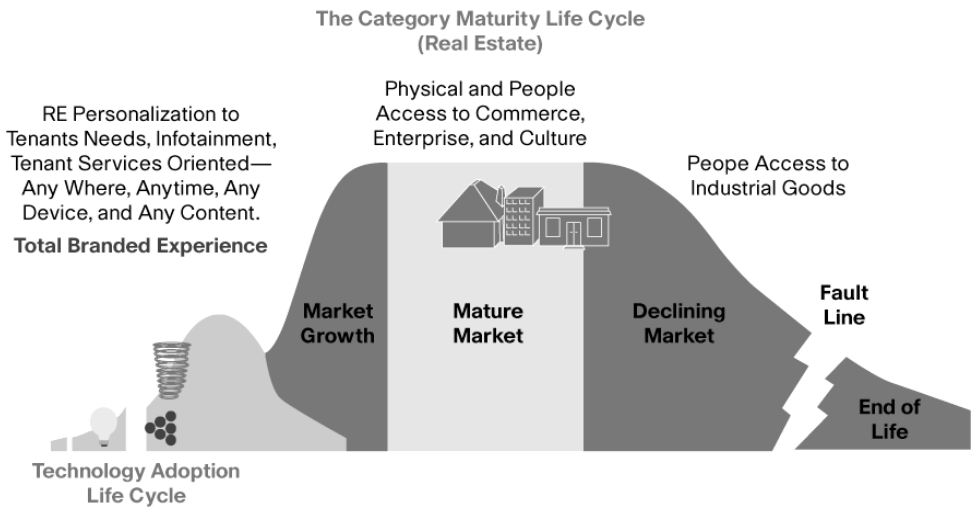 The Category Maturity Life Cycle
(Real Estate)
RE Personalization to
Tenants Needs, Infotainment,
Tenant Services Oriented—
Any Where, Anytime, Any
Device, and Any Content.
Total Branded Experience
Physical and People
Access to Commerce,
Enterprise, and Culture
Peope Access to
Industrial Goods
Market
Growth
Mature
Market
Declining
Market
Fault
Line
End of
Life
Technology Adoption
Life Cycle